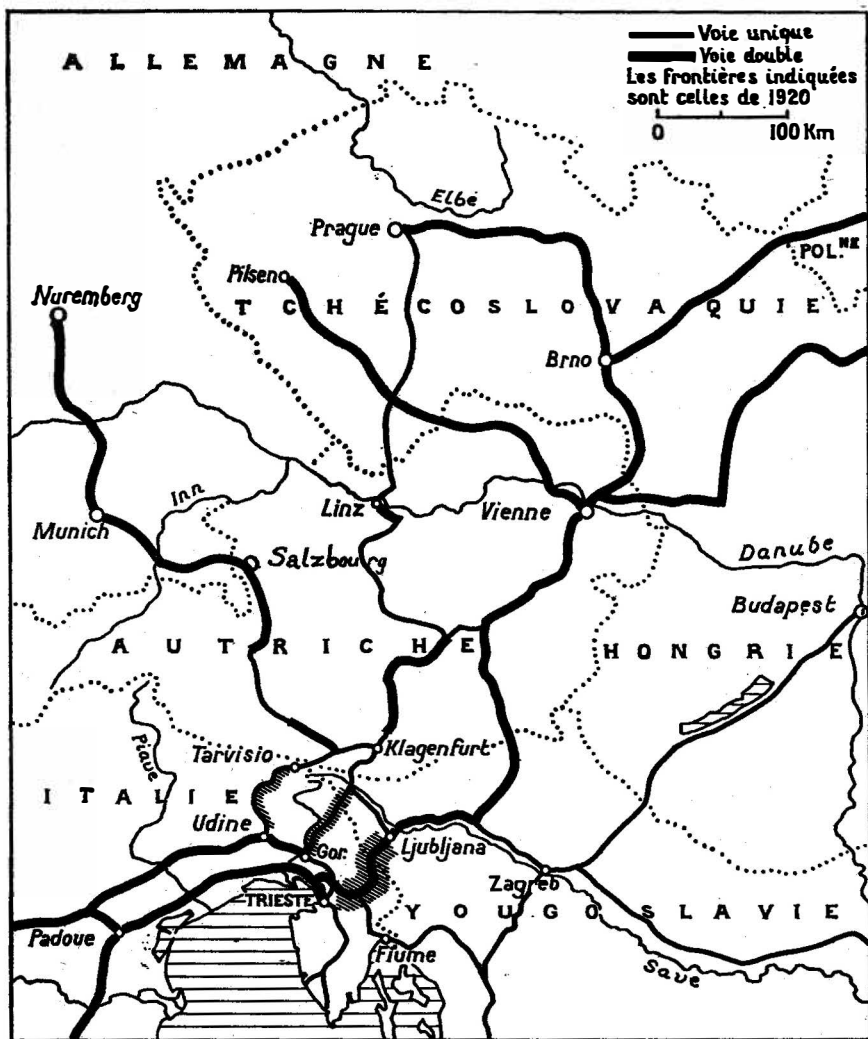 Voie unique
Voie double
Les frontières indiquées
sont celles de 1920
0 100 Km
ALLEMAGNE
Elbe
Prague
POL.NE
Pilsen
Nuremberg
TCHÉCOSLOVAQUIE
Brno
Inn
Linz
Vienne
Munich
Danube
Salzbourg
Budapest
AUTRICHE
HONGRIE
Piave
Tarvisio
Klagenfurt
ITALIE
Udine
Ljubljana
Gor.
Zagreb
TRIESTE
YOUGOSLAVIE
Padoue
Fiume
Save